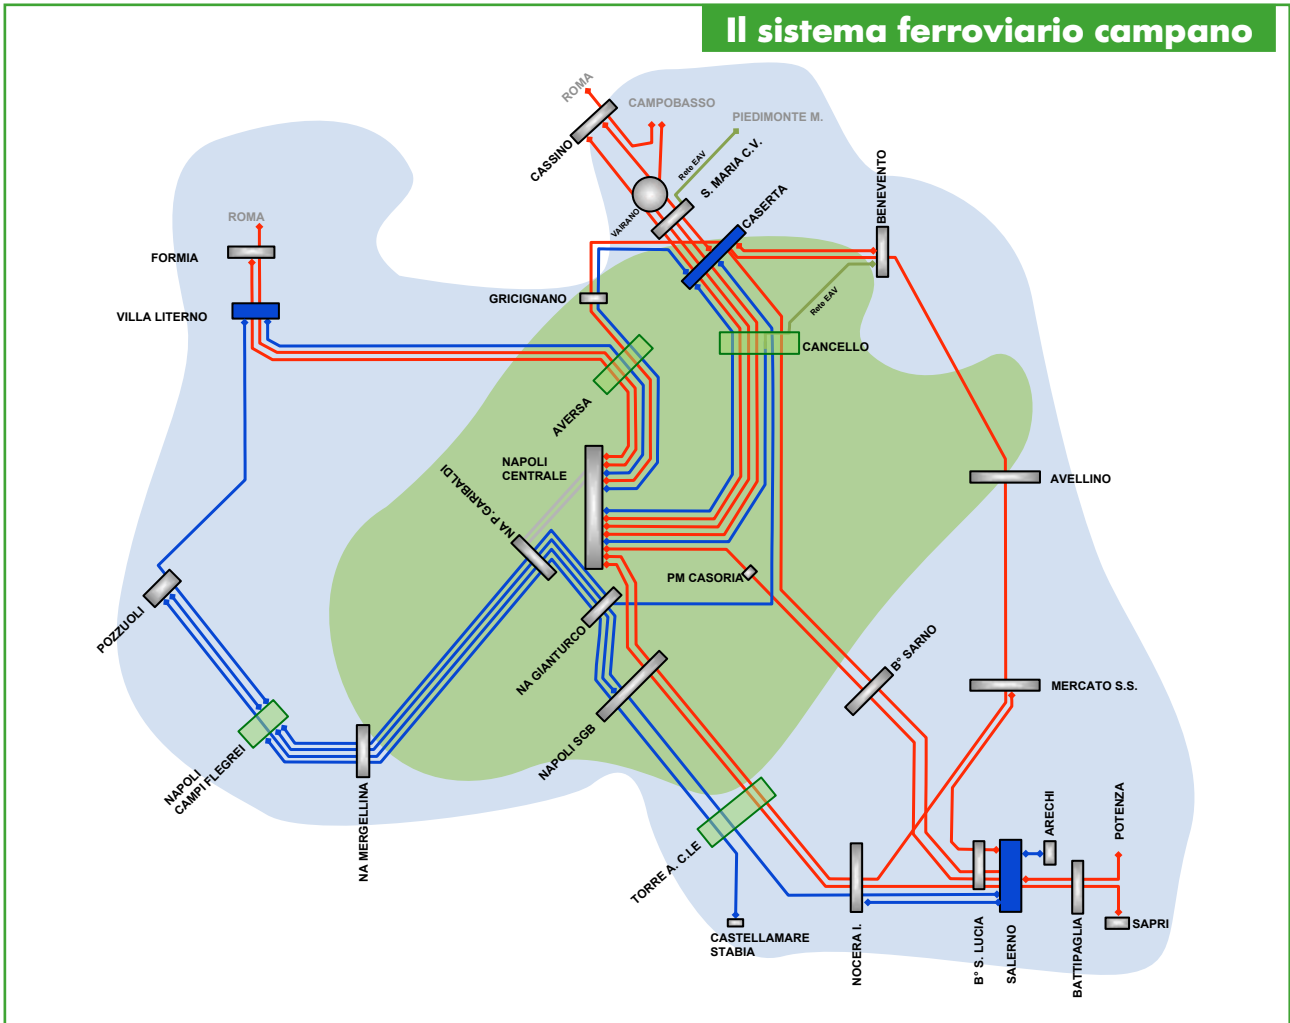 Il sistema ferroviario campano
ROMA
CAMPOBASSO
PIEDIMONTE M.
CASSINO
Rete EAV
S. MARIA C.V.
VAIRANO
CASERTA
BENEVENTO
ROMA
FORMIA
VILLA LITERNO
GRICIGNANO
Rete EAV
CANCELLO
AVERSA
NAPOLI
CENTRALE
NA P.GARIBALDI
AVELLINO
PM CASORIA
POZZUOLI
NA GIANTURCO
B° SARNO
MERCATO S.S.
NAPOLI SGB
NAPOLI
CAMPI FLEGREI
NA MERGELLINA
TORRE A. C.LE
ARECHI
POTENZA
CASTELLAMARE
STABIA
NOCERA I.
B° S. LUCIA
SALERNO
BATTIPAGLIA
SAPRI